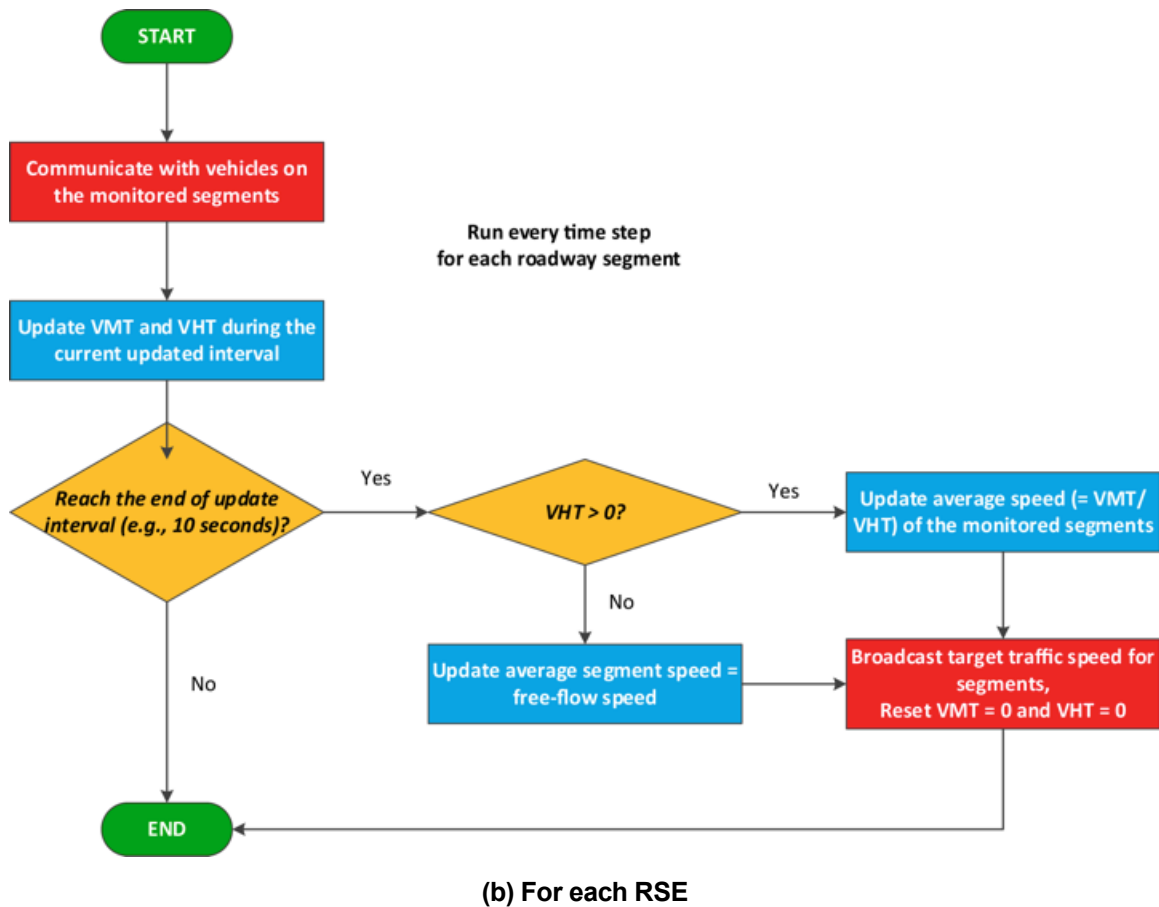 START
Communicate with vehicles on
the monitored segments
Run every time step
for each roadway segment
Update VMT and VHT during the
current updated interval
Reach the end of update
interval (e.g., 10 seconds)?
Yes
VHT > 0?
Yes
Update average speed (= VMT/
VHT) of the monitored segments
No
No
Update average segment speed =
free-flow speed
Broadcast target traffic speed for
segments,
Reset VMT = 0 and VHT = 0
END
(b) For each RSE